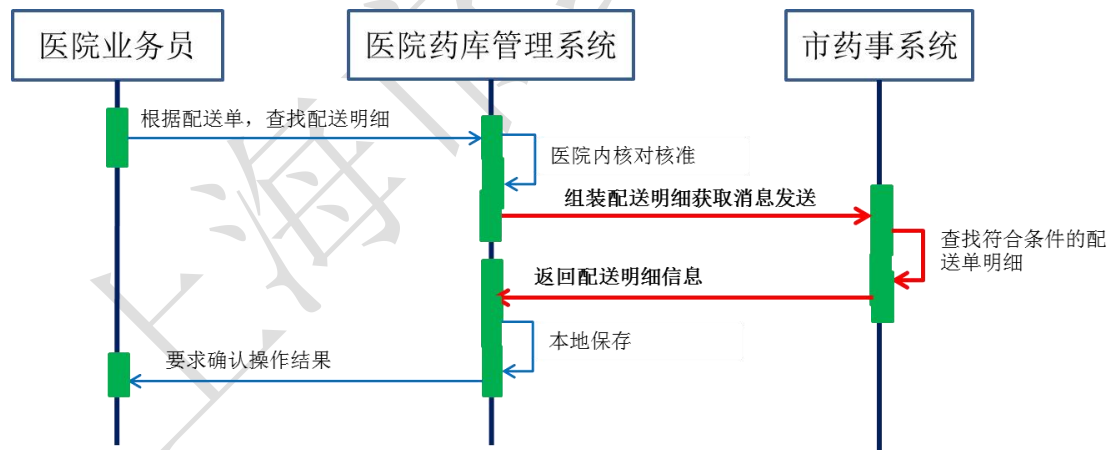 医院业务员
医院药库管理系统
市药事系统
根据配送单，查找配送明细
医院内核对核准
组装配送明细获取消息发送
查找符合条件的配
送单明细
返回配送明细信息
本地保存
要求确认操作结果
上海